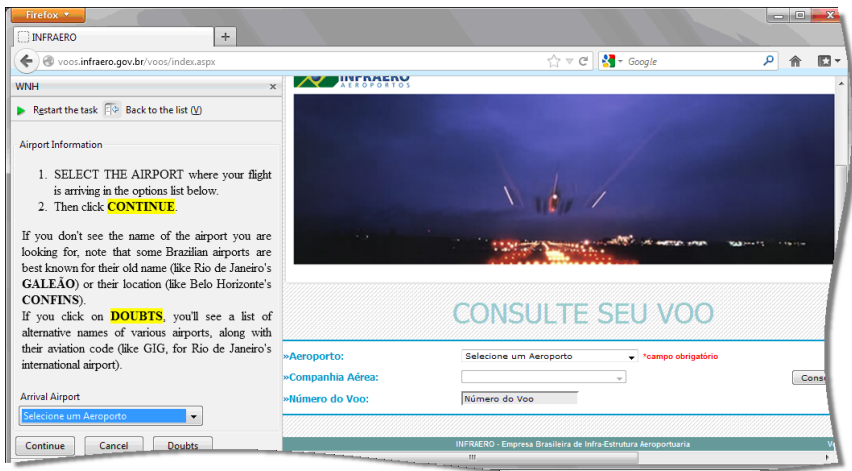 Firefox
INFRAERO
voos.infraero.gov.br/voos/index.aspx
Google
WNH
Restart the task Back to the list (V)
Airport Information
1. SELECT THE AIRPORT where your flight
is arriving in the options list below.
2. Then click CONTINUE.
If you don't see the name of the airport you are
looking for, note that some Brazilian airports are
best known for their old name (like Rio de Janeiro's
GALEÃO) or their location (like Belo Horizonte's
CONFINS).
If you click on DOUBTS, you'll see a list of
alternative names of various airports, along with
their aviation code (like GIG, for Rio de Janeiro's
international airport).
Arrival Airport
Selecione um Aeroporto
Continue Cancel Doubts
INFRAERO
AEROPORTOS
CONSULTE SEU VOO
»Aeroporto: Selecione um Aeroporto *campo obrigatório
»Companhia Aérea: Cons
»Número do Voo: Número do Voo
INFRAERO - Empresa Brasileira de Infra-Estrutura Aeroportuária